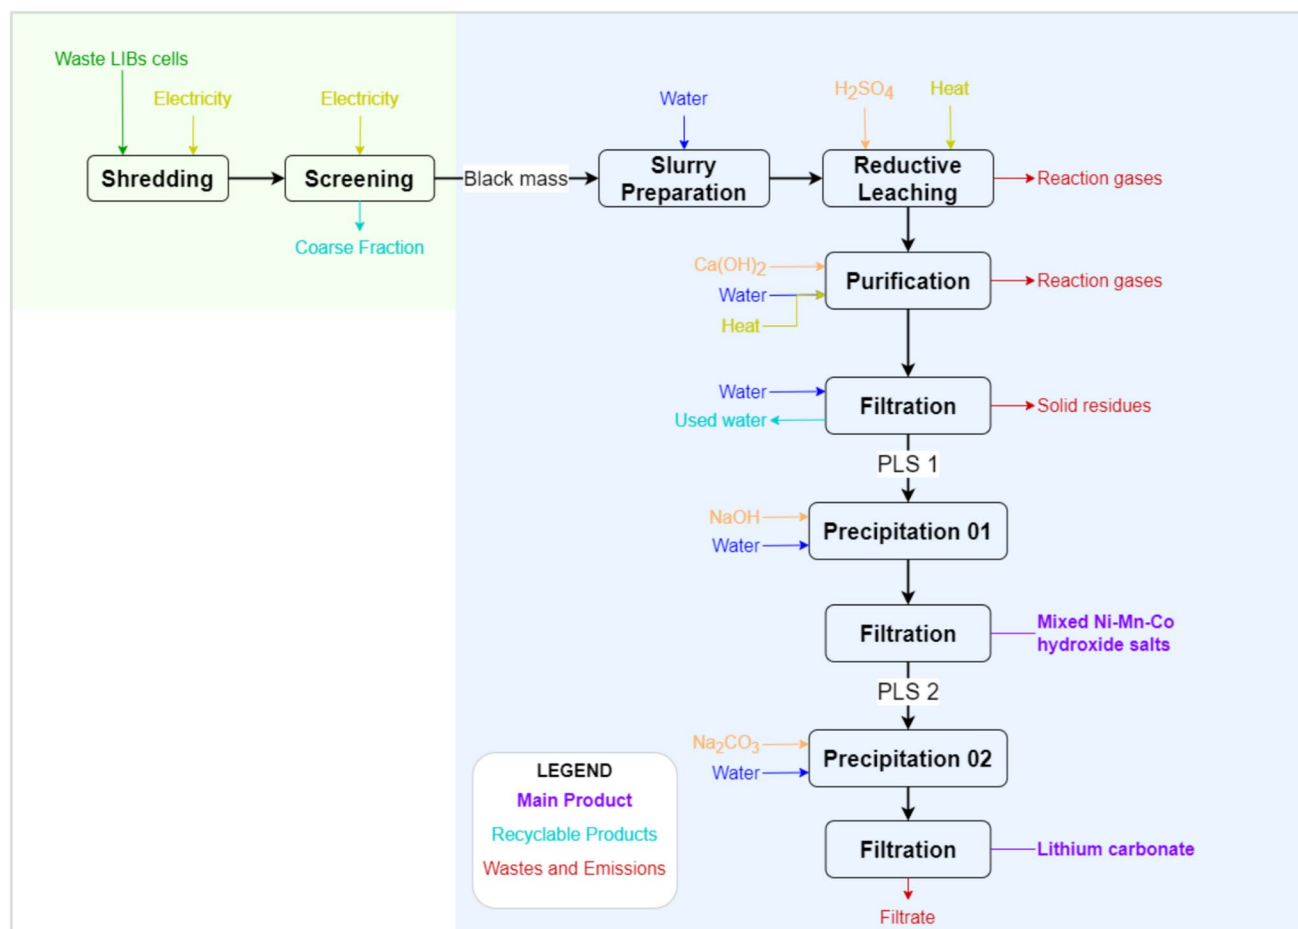 Waste LIBs cells
Electricity
Electricity
Shredding
Screening
Coarse Fraction
Black mass
Water
Slurry
Preparation
H₂SO₄
Heat
Reductive
Leaching
Reaction gases
Ca(OH)₂
Water
Heat
Purification
Reaction gases
Water
Used water
Filtration
Solid residues
PLS 1
NaOH
Water
Precipitation 01
Filtration
Mixed Ni-Mn-Co
hydroxide salts
PLS 2
Na₂CO₃
Water
Precipitation 02
Filtration
Lithium carbonate
Filtrate
LEGEND
Main Product
Recyclable Products
Wastes and Emissions